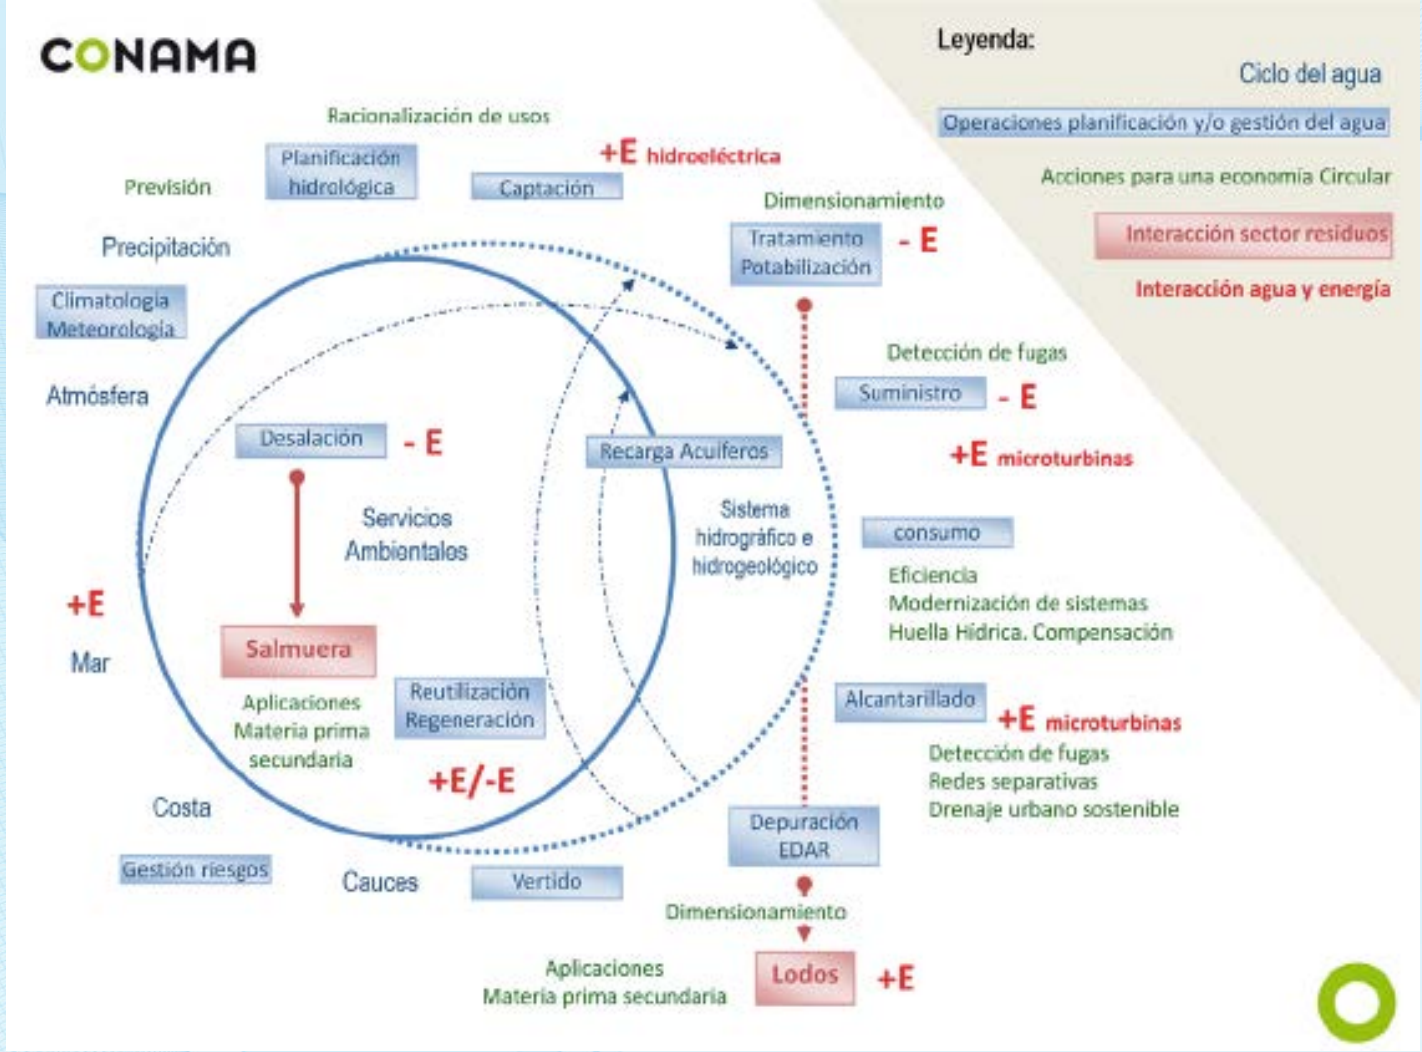 CONAMA
Leyenda:
Ciclo del agua
Operaciones planificación y/o gestión del agua
Acciones para una economía Circular
Interacción sector residuos
Interacción agua y energía
Racionalización de usos
Planificación
hidrológica
+E hidroeléctrica
Captación
Previsión
Dimensionamiento
Tratamiento
Potabilización
- E
Precipitación
Climatología
Meteorología
Atmósfera
Detección de fugas
Suministro
- E
+E microturbinas
Desalación
- E
Recarga Acuíferos
Servicios
Ambientales
Sistema
hidrográfico e
hidrogeológico
consumo
Eficiencia
Modernización de sistemas
Huella Hídrica. Compensación
+E
Mar
Salmuera
Aplicaciones
Materia prima
secundaria
Reutilización
Regeneración
+E/-E
Alcantarillado
+E microturbinas
Detección de fugas
Redes separativas
Drenaje urbano sostenible
Costa
Gestión riesgos
Cauces
Vertido
Depuración
EDAR
Dimensionamiento
Aplicaciones
Materia prima secundaria
Lodos
+E